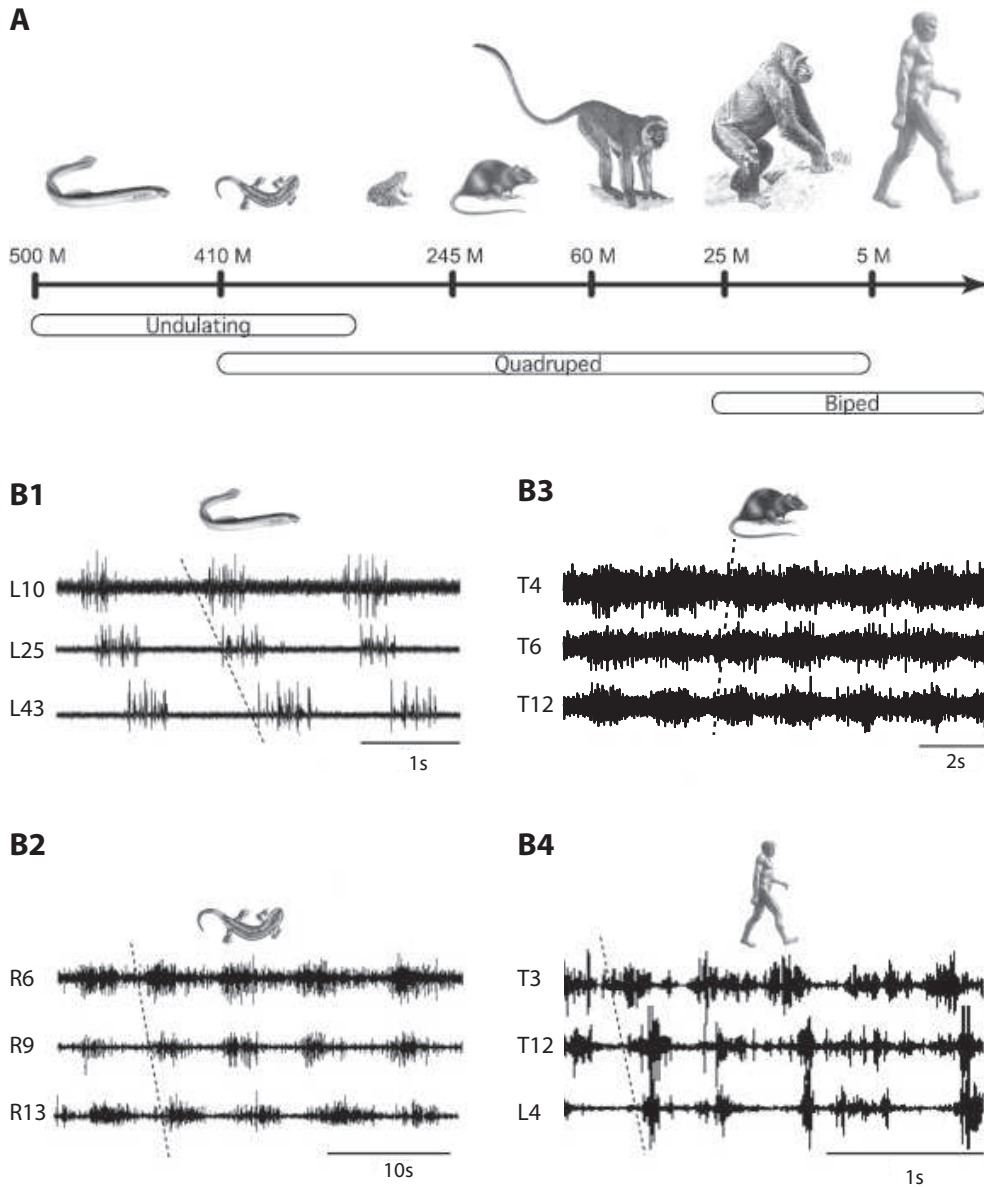 A
500 M 410 M 245 M 60 M 25 M 5 M
Undulating
Quadruped
Biped
B1
L10
L25
L43
1s
B3
T4
T6
T12
2s
B2
R6
R9
R13
10s
B4
T3
T12
L4
1s